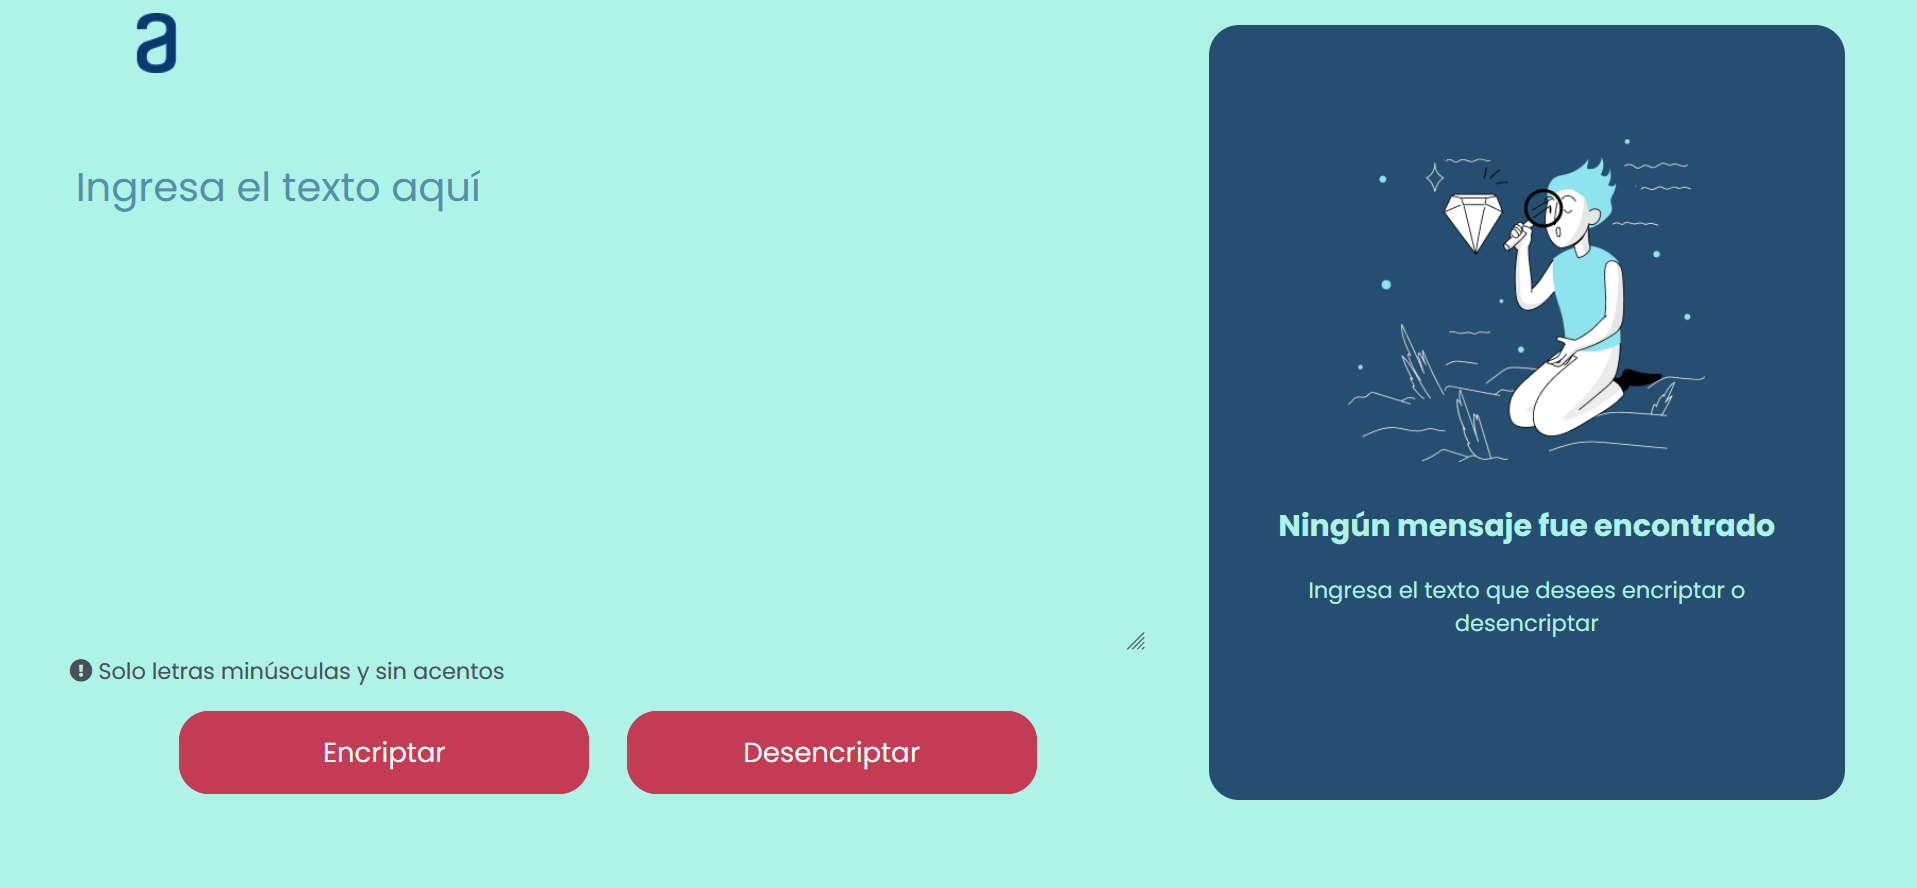 a
Ingresa el texto aquí
Solo letras minúsculas y sin acentos
Encriptar
Desencriptar
Ningún mensaje fue encontrado
Ingresa el texto que desees encriptar o
desencriptar